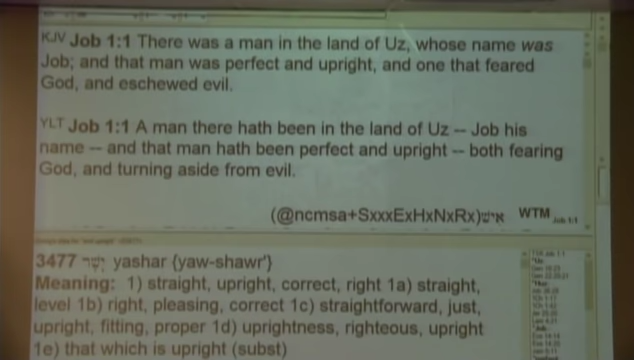 KJV Job 1:1 There was a man in the land of Uz, whose name was
Job; and that man was perfect and upright, and one that feared
God, and eschewed evil.
YLT Job 1:1 A man there hath been in the land of Uz -- Job his
name -- and that man hath been perfect and upright -- both fearing
God, and turning aside from evil.
(@ncmsa+SxxxExHxNxRx)איש WTM Job 1:1
3477 ישׁר yashar {yaw-shawr'}
Meaning: 1) straight, upright, correct, right 1a) straight,
level 1b) right, pleasing, correct 1c) straightforward, just,
upright, fitting, proper 1d) uprightness, righteous, upright
1e) that which is upright (subst)